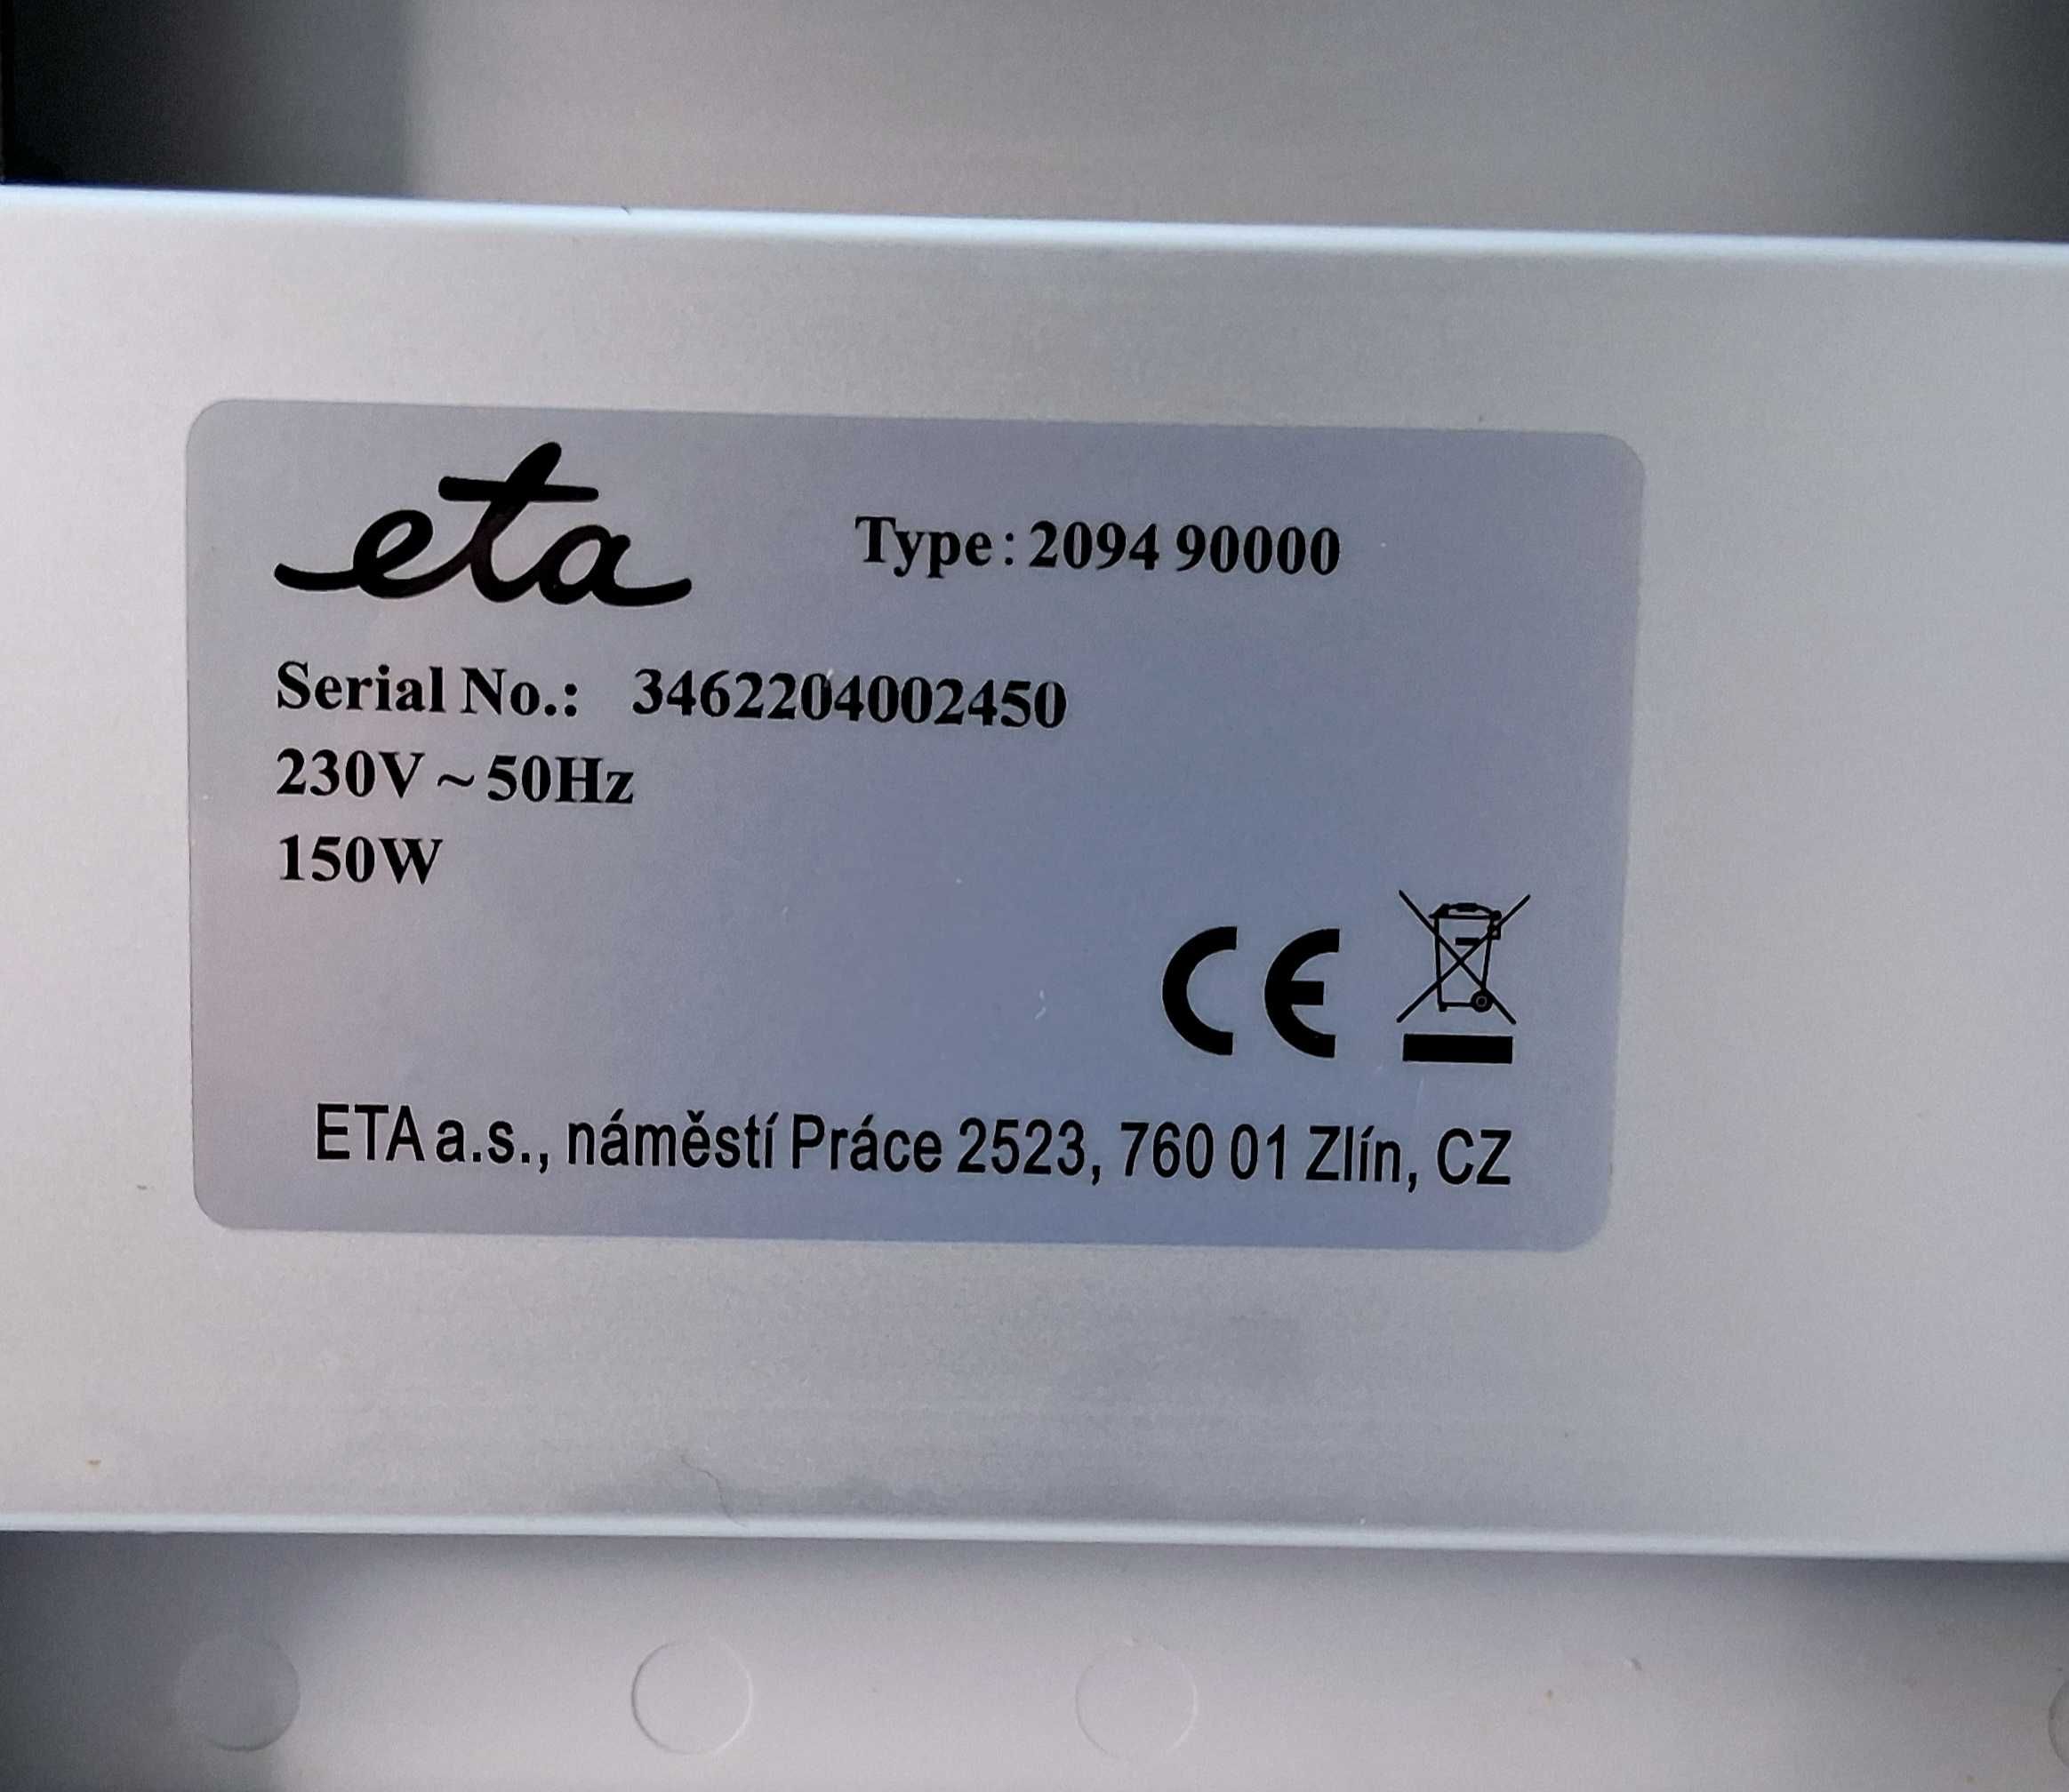 eta Type: 2094 90000
Serial No.: 3462204002450
230V ~ 50Hz
150W
CE
ETA a.s., náměstí Práce 2523, 760 01 Zlín, CZ